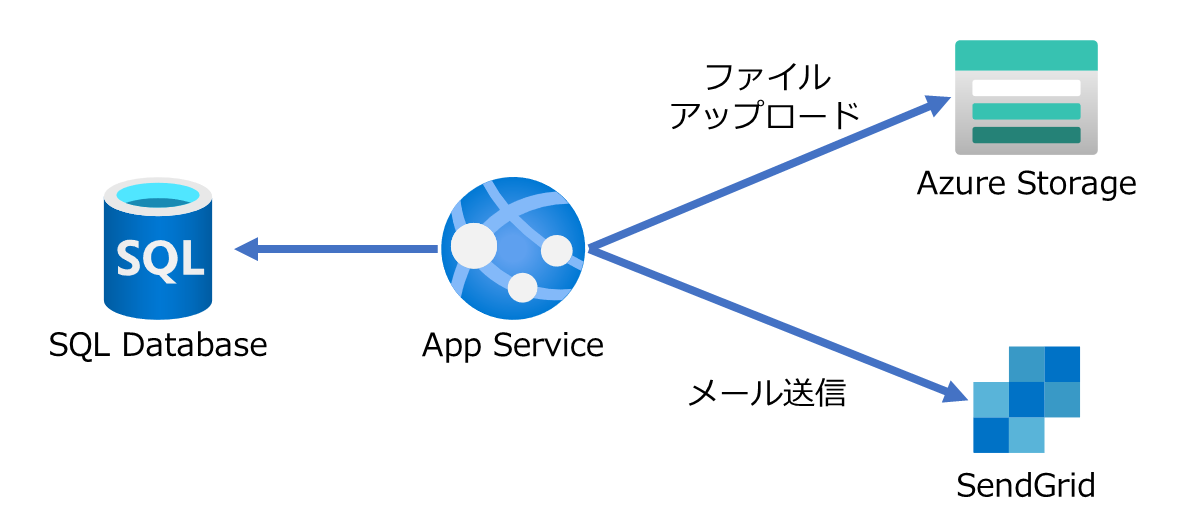 ファイル
アップロード
Azure Storage
SQL
SQL Database
App Service
メール送信
SendGrid